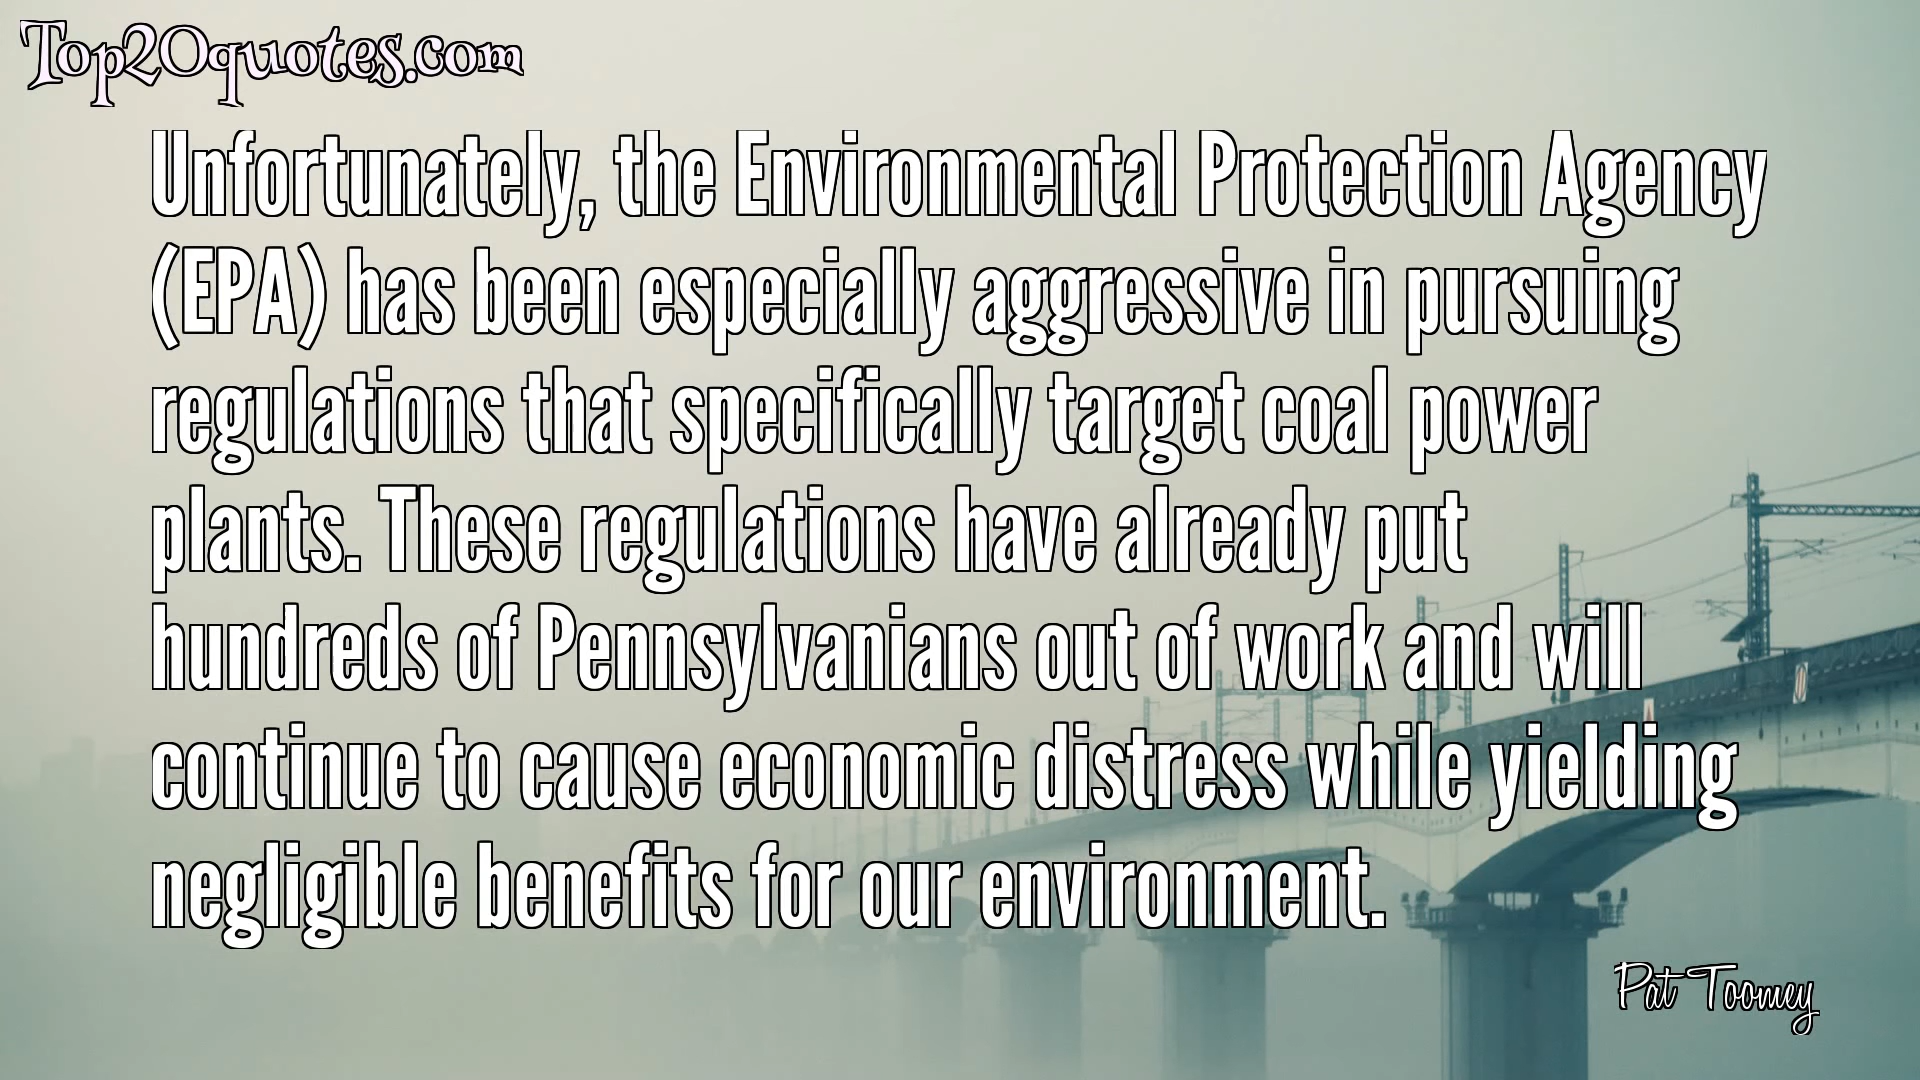 Top20quotes.com
Unfortunately, the Environmental Protection Agency
(EPA) has been especially aggressive in pursuing
regulations that specifically target coal power
plants. These regulations have already put
hundreds of Pennsylvanians out of work and will
continue to cause economic distress while yielding
negligible benefits for our environment.
Pat Toomey